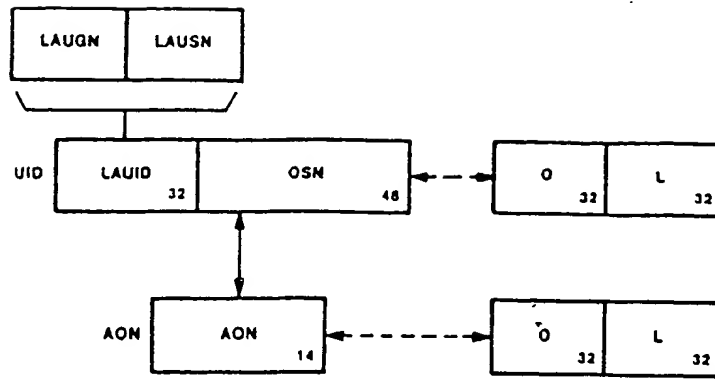 LAUGN LAUSN
UID LAUID 32 OSN 48 O 32 L 32
AON AON 14 O 32 L 32